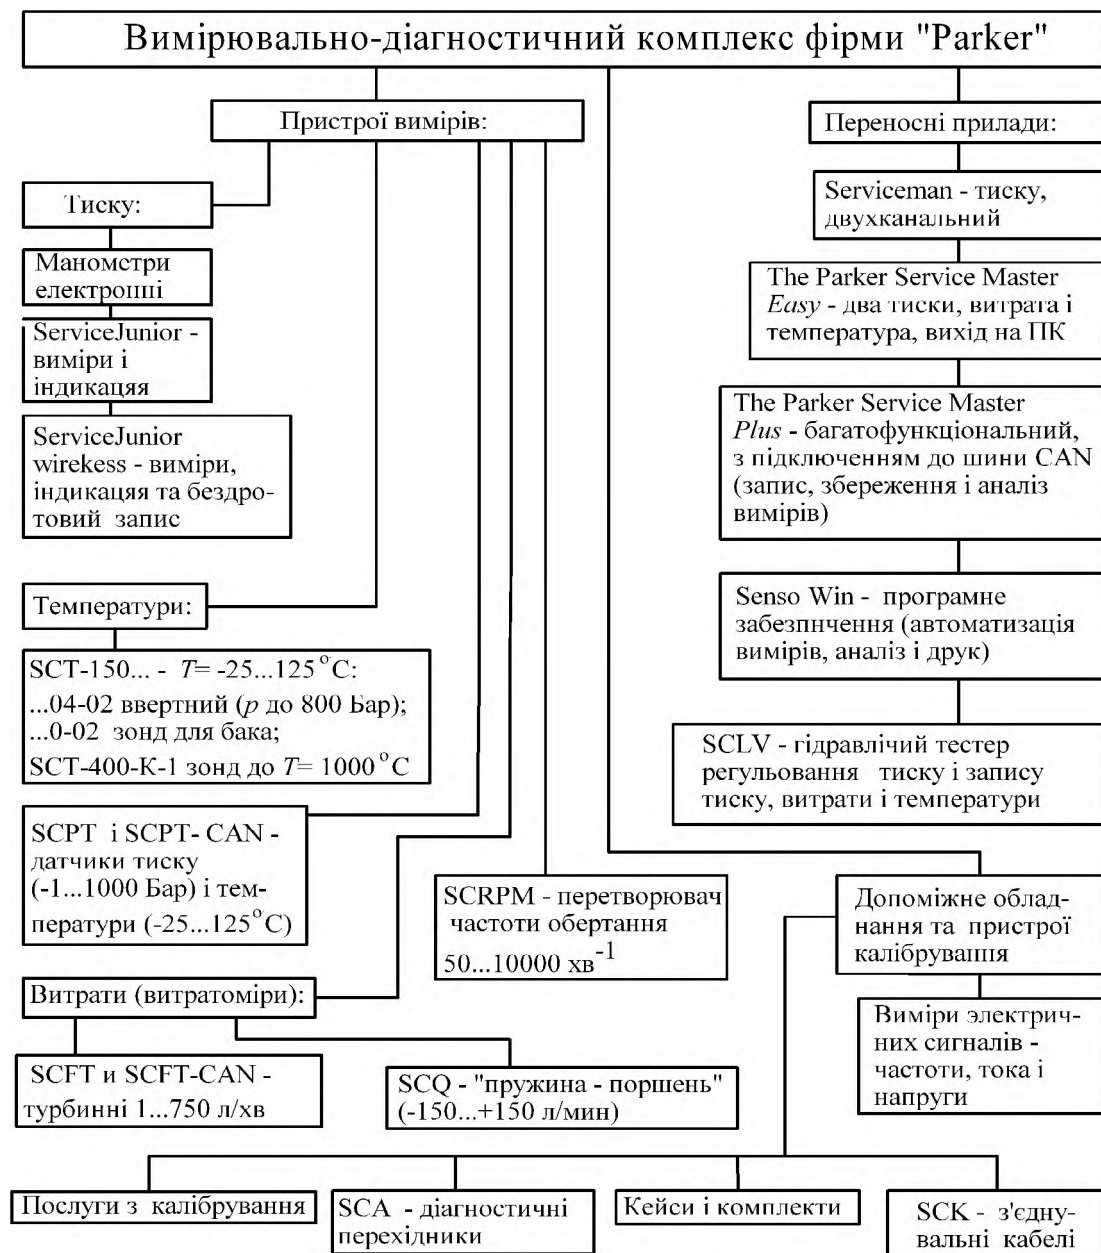 Вимірювально-діагностичний комплекс фірми "Parker"
Пристрої вимірів:
Тиску:
Манометри
електронні
ServiceJunior -
виміри і
індикацяя
ServiceJunior
wirekess - виміри,
індикацяя та бездро-
товий запис
Температури:
SCT-150... - T= -25...125°C:
...04-02 ввертний (p до 800 Бар);
...0-02 зонд для бака;
SCT-400-К-1 зонд до T= 1000°C
SCPT і SCPT- CAN -
датчики тиску
(-1...1000 Бар) і тем-
ператури (-25...125°C)
SCRPM - перетворювач
частоти обертання
50...10000 хв⁻¹
Витрати (витратоміри):
SCFT и SCFT-CAN -
турбинні 1...750 л/хв
SCQ - "пружина - поршень"
(-150...+150 л/мин)
Переносні прилади:
Serviceman - тиску,
двухканальний
The Parker Service Master
Easy - два тиски, витрата і
температура, вихід на ПК
The Parker Service Master
Plus - багатофункціональний,
з підключенням до шини CAN
(запис, збереження і аналіз
вимірів)
Senso Win - програмне
забезпнчення (автоматизація
вимірів, аналіз і друк)
SCLV - гідравлічий тестер
регульовання тиску і запису
тиску, витрати і температури
Допоміжне облад-
нання та пристрої
калібрування
Виміри электрич-
них сигналів -
частоти, тока і
напруги
Послуги з калібрування
SCA - діагностичні
перехідники
Кейси і комплекти
SCK - з'єдну-
вальні кабелі